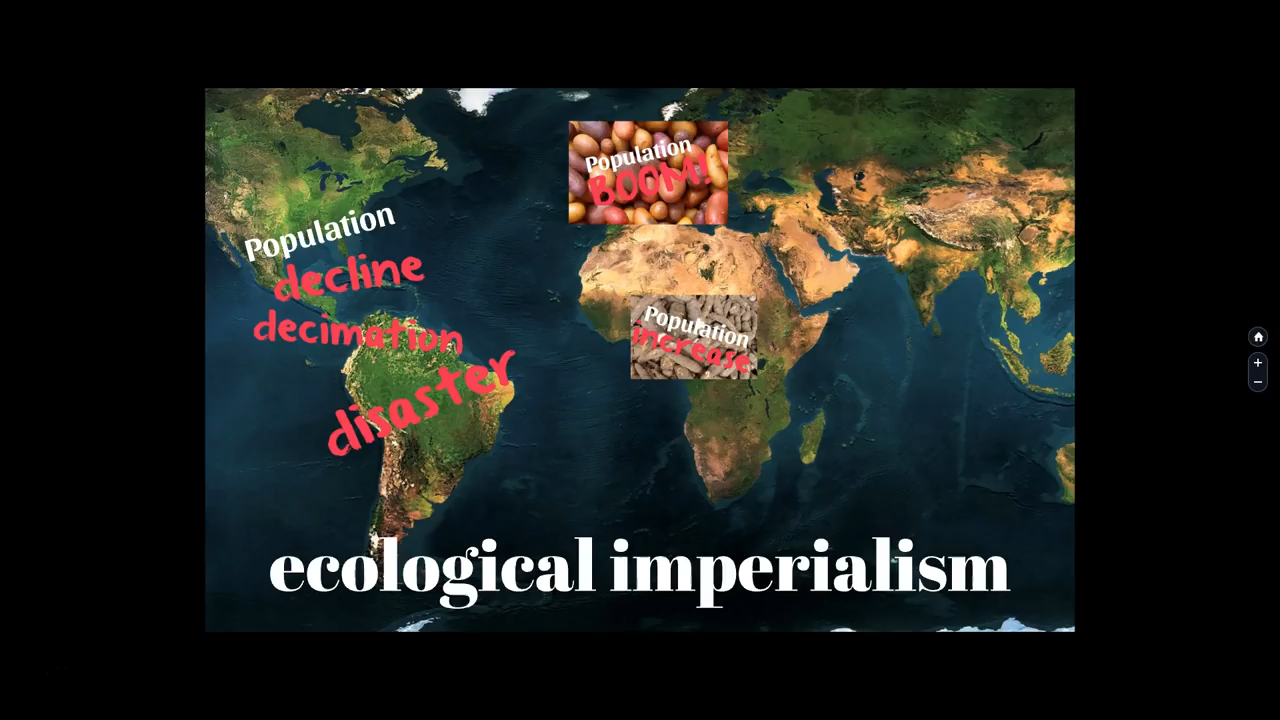 Population
BOOM!
Population
decline
decimation
disaster
Population
increase
ecological imperialism